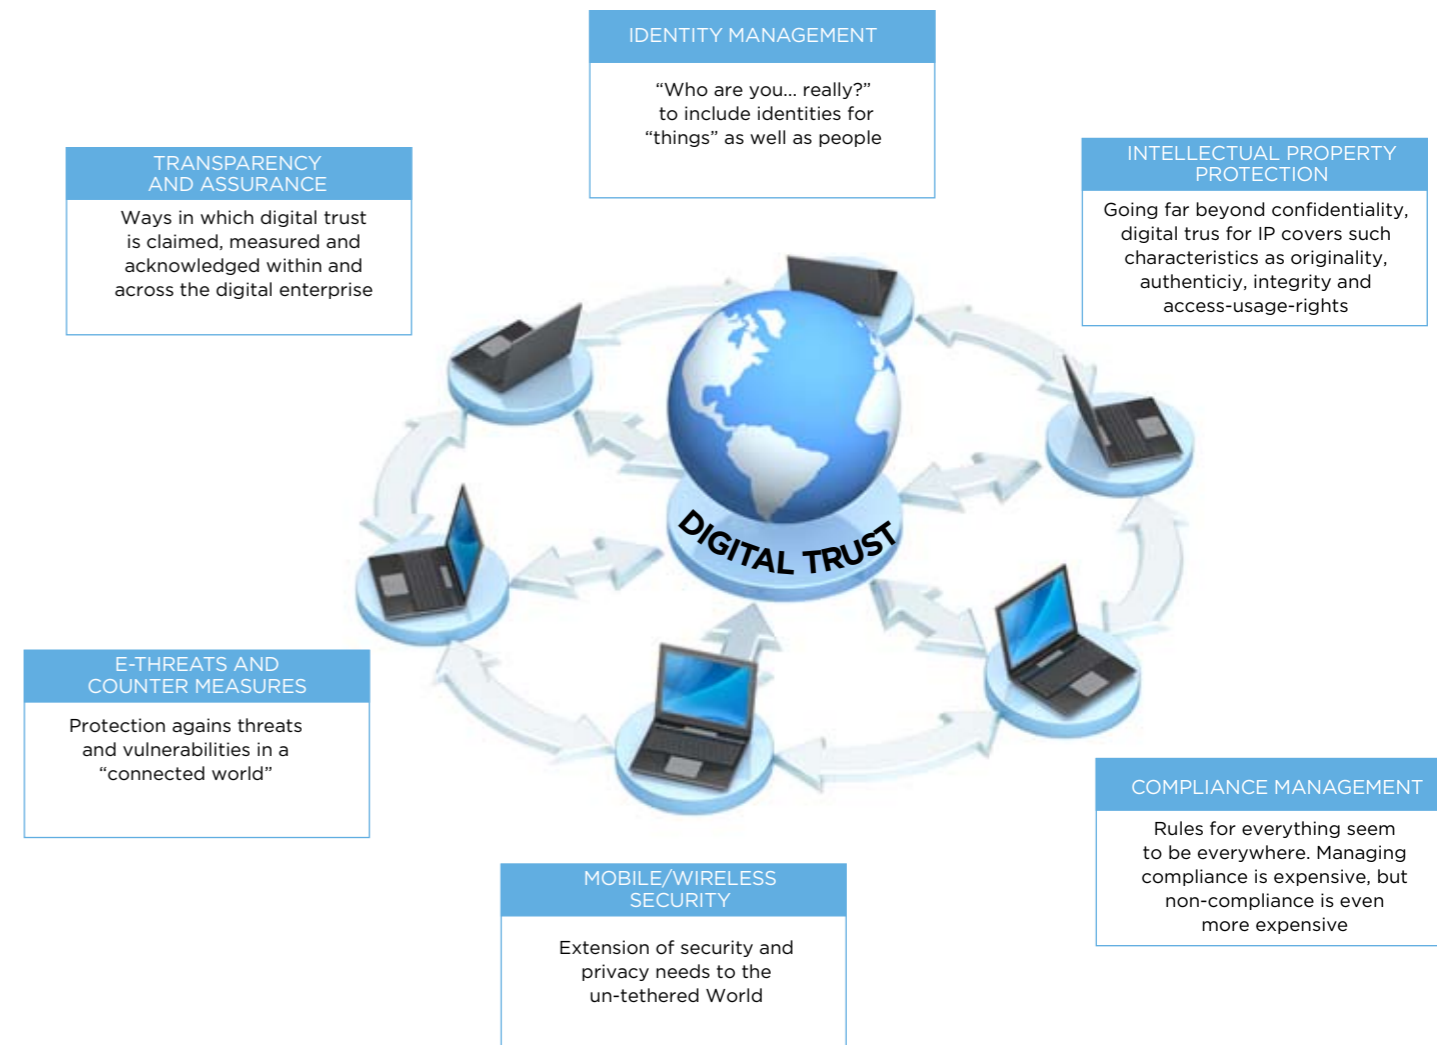 IDENTITY MANAGEMENT
“Who are you... really?”
to include identities for
“things” as well as people
TRANSPARENCY
AND ASSURANCE
Ways in which digital trust
is claimed, measured and
acknowledged within and
across the digital enterprise
INTELLECTUAL PROPERTY
PROTECTION
Going far beyond confidentiality,
digital trus for IP covers such
characteristics as originality,
authenticiy, integrity and
access-usage-rights
DIGITAL TRUST
E-THREATS AND
COUNTER MEASURES
Protection agains threats
and vulnerabilities in a
“connected world”
COMPLIANCE MANAGEMENT
Rules for everything seem
to be everywhere. Managing
compliance is expensive, but
non-compliance is even
more expensive
MOBILE/WIRELESS
SECURITY
Extension of security and
privacy needs to the
un-tethered World